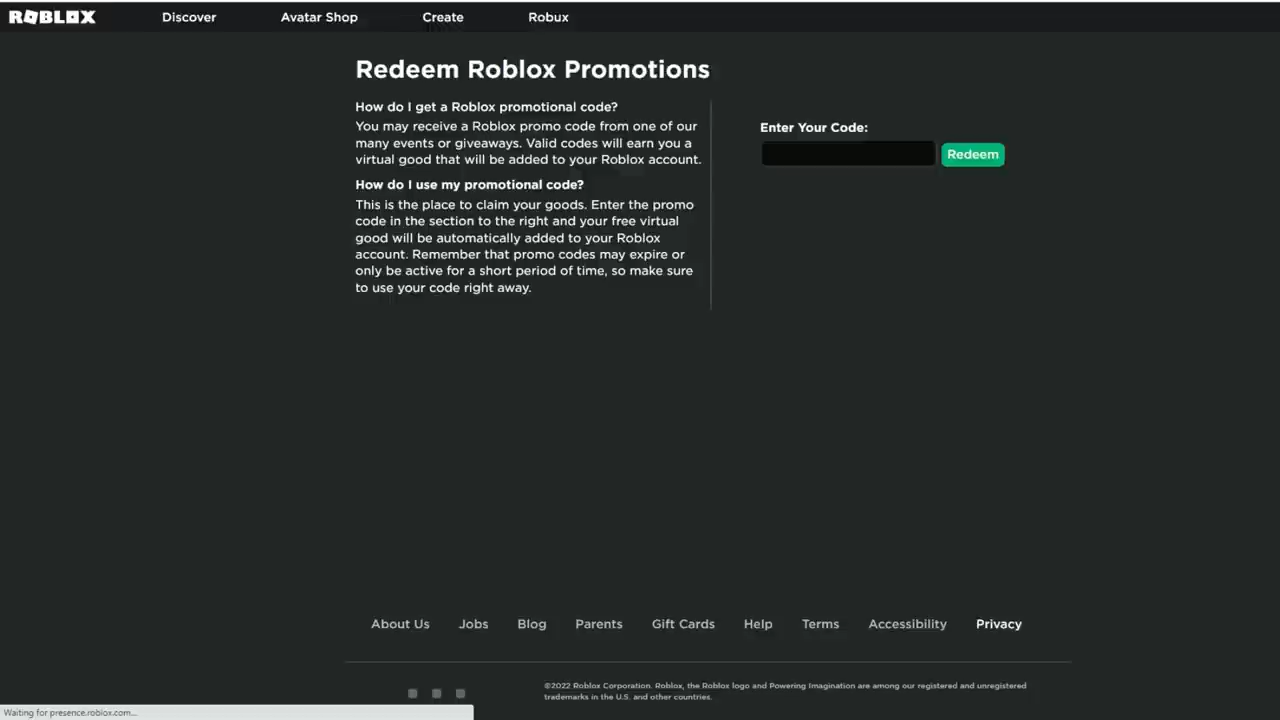 ROBLOX Discover Avatar Shop Create Robux
Redeem Roblox Promotions
How do I get a Roblox promotional code?
You may receive a Roblox promo code from one of our
many events or giveaways. Valid codes will earn you a
virtual good that will be added to your Roblox account.
How do I use my promotional code?
This is the place to claim your goods. Enter the promo
code in the section to the right and your free virtual
good will be automatically added to your Roblox
account. Remember that promo codes may expire or
only be active for a short period of time, so make sure
to use your code right away.
Enter Your Code:
Redeem
About Us Jobs Blog Parents Gift Cards Help Terms Accessibility Privacy
©2022 Roblox Corporation. Roblox, the Roblox logo and Powering Imagination are among our registered and unregistered
trademarks in the U.S. and other countries.
Waiting for presence.roblox.com...